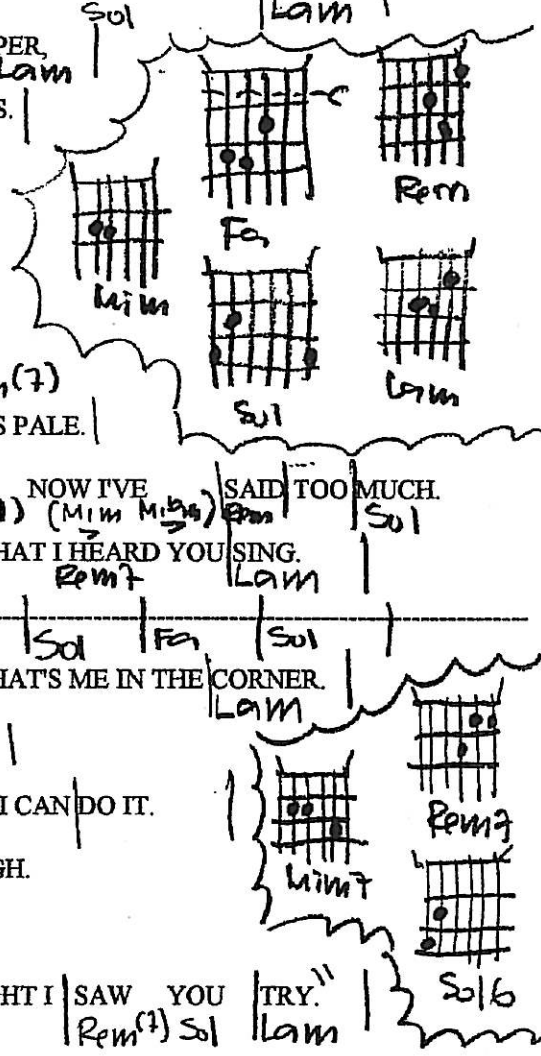 Sol Lam
PER,
Lam
S.
Rem
Fa
Mim
Lam
Sol
(7)
S PALE.
NOW I'VE SAID TOO MUCH.
(Mim Mibm) Rem Sol
HAT I HEARD YOU SING.
Rem7 Lam
Sol Fa Sol
HAT'S ME IN THE CORNER.
Lam
I CAN DO IT.
Rem7
GH.
Mim7
Sol6
HT I SAW YOU TRY."
Rem(7) Sol Lam